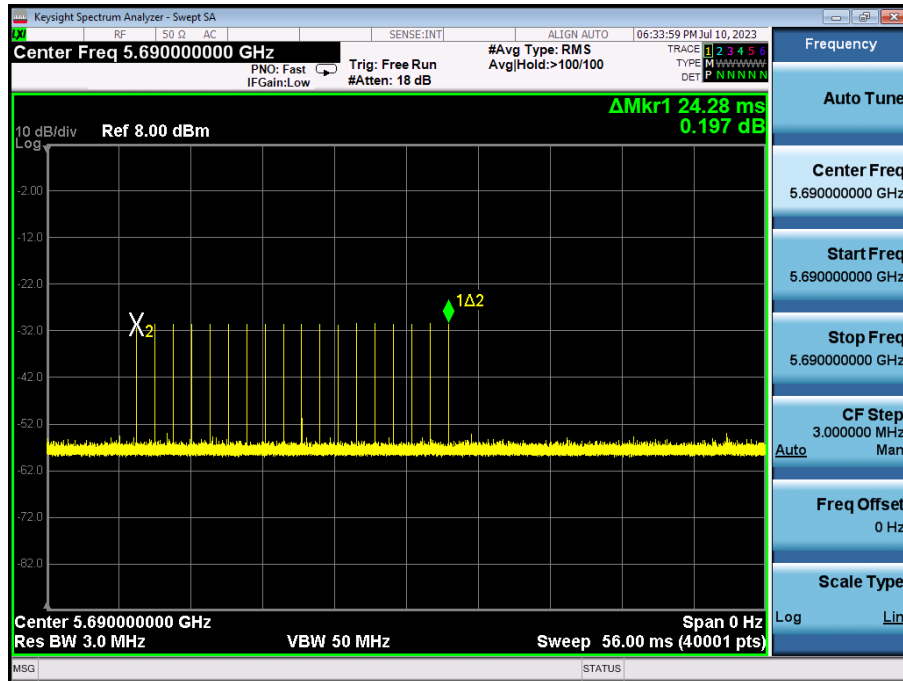 Keysight Spectrum Analyzer - Swept SA
LXI RF 50 Ω AC SENSE:INT ALIGN AUTO 06:33:59 PM Jul 10, 2023
Center Freq 5.690000000 GHz
PNO: Fast
IFGain:Low
Trig: Free Run
#Atten: 18 dB
#Avg Type: RMS
Avg|Hold:>100/100
TRACE 1 2 3 4 5 6
TYPE M WWWWW
DET P N N N N N
ΔMkr1 24.28 ms
0.197 dB
10 dB/div Ref 8.00 dBm
Log
-2.00
-12.0
-22.0
-32.0
-42.0
-52.0
-62.0
-72.0
-82.0
X2
1Δ2
Center 5.690000000 GHz Span 0 Hz
Res BW 3.0 MHz VBW 50 MHz Sweep 56.00 ms (40001 pts)
MSG STATUS
Frequency
Auto Tune
Center Freq
5.690000000 GHz
Start Freq
5.690000000 GHz
Stop Freq
5.690000000 GHz
CF Step
3.000000 MHz
Auto Man
Freq Offset
0 Hz
Scale Type
Log Lin